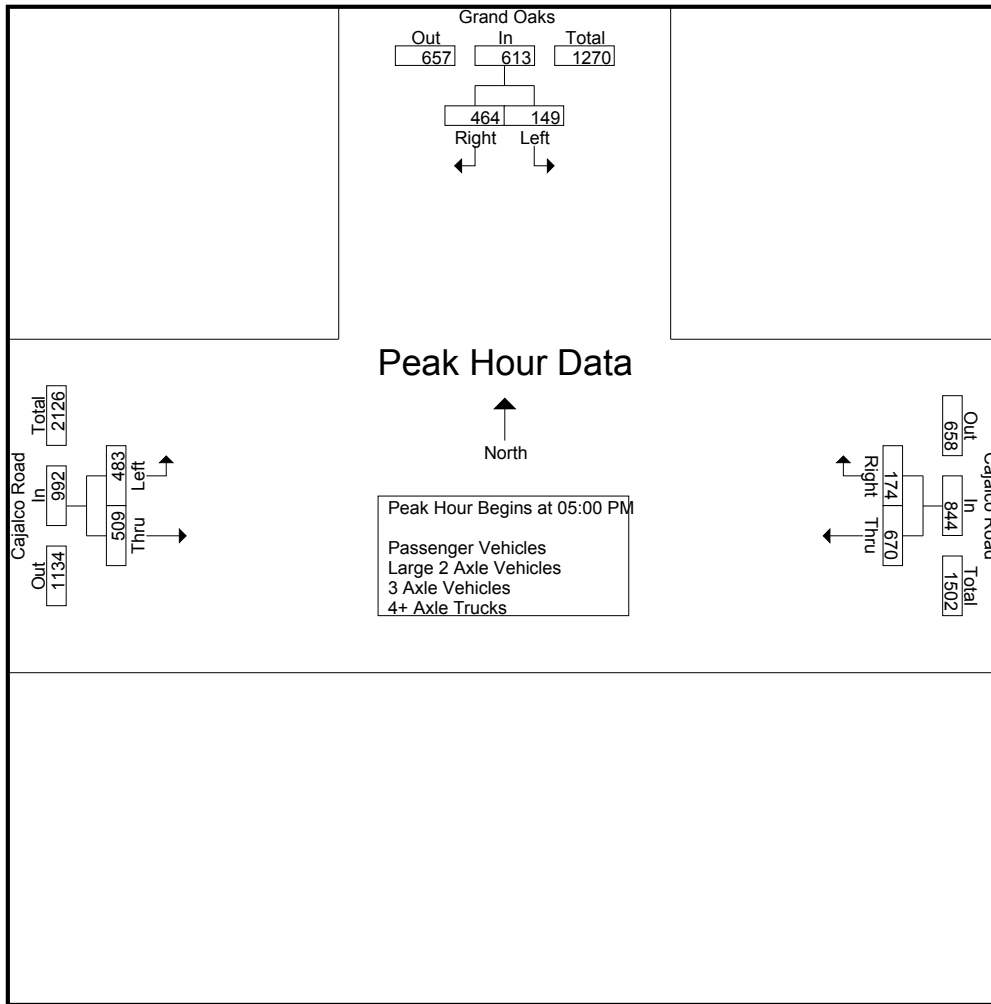 Grand Oaks
Out In Total
657 613 1270
464 149
Right Left
Peak Hour Data
North
Peak Hour Begins at 05:00 PM
Passenger Vehicles
Large 2 Axle Vehicles
3 Axle Vehicles
4+ Axle Trucks
Cajalco Road
Out In Total
1134 992 2126
Thru Left
509 483
Cajalco Road
Out In Total
658 844 1502
Right Thru
174 670